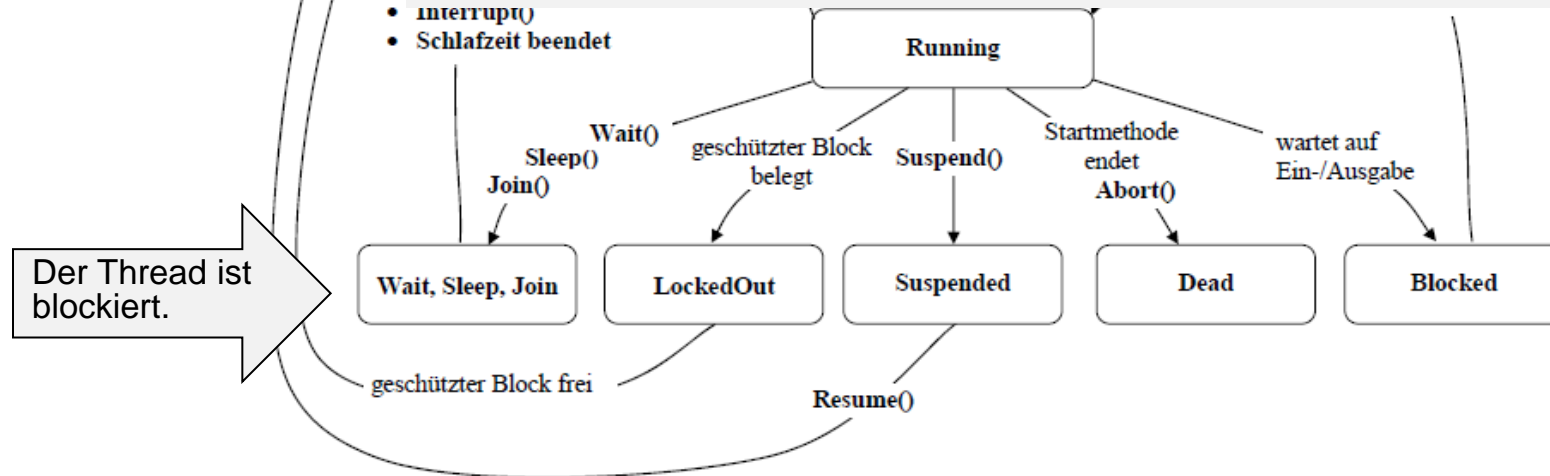 • Interrupt()
• Schlafzeit beendet
Running
Wait()
Sleep()
Join()
geschützter Block
belegt
Suspend()
Startmethode
endet
Abort()
wartet auf
Ein-/Ausgabe
Der Thread ist
blockiert.
Wait, Sleep, Join
LockedOut
Suspended
Dead
Blocked
geschützter Block frei
Resume()